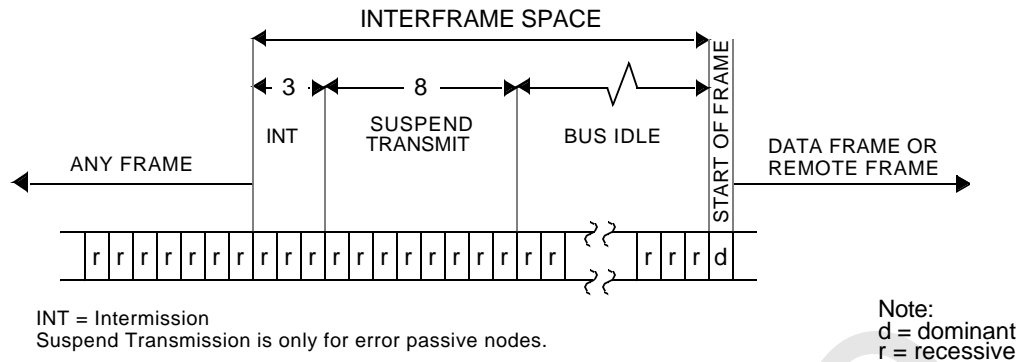 INTERFRAME SPACE
3
8
INT
SUSPEND
TRANSMIT
BUS IDLE
START OF FRAME
ANY FRAME
DATA FRAME OR
REMOTE FRAME
r r r r r r r r r r r r r r r r r r r r r r r d
INT = Intermission
Suspend Transmission is only for error passive nodes.
Note:
d = dominant
r = recessive